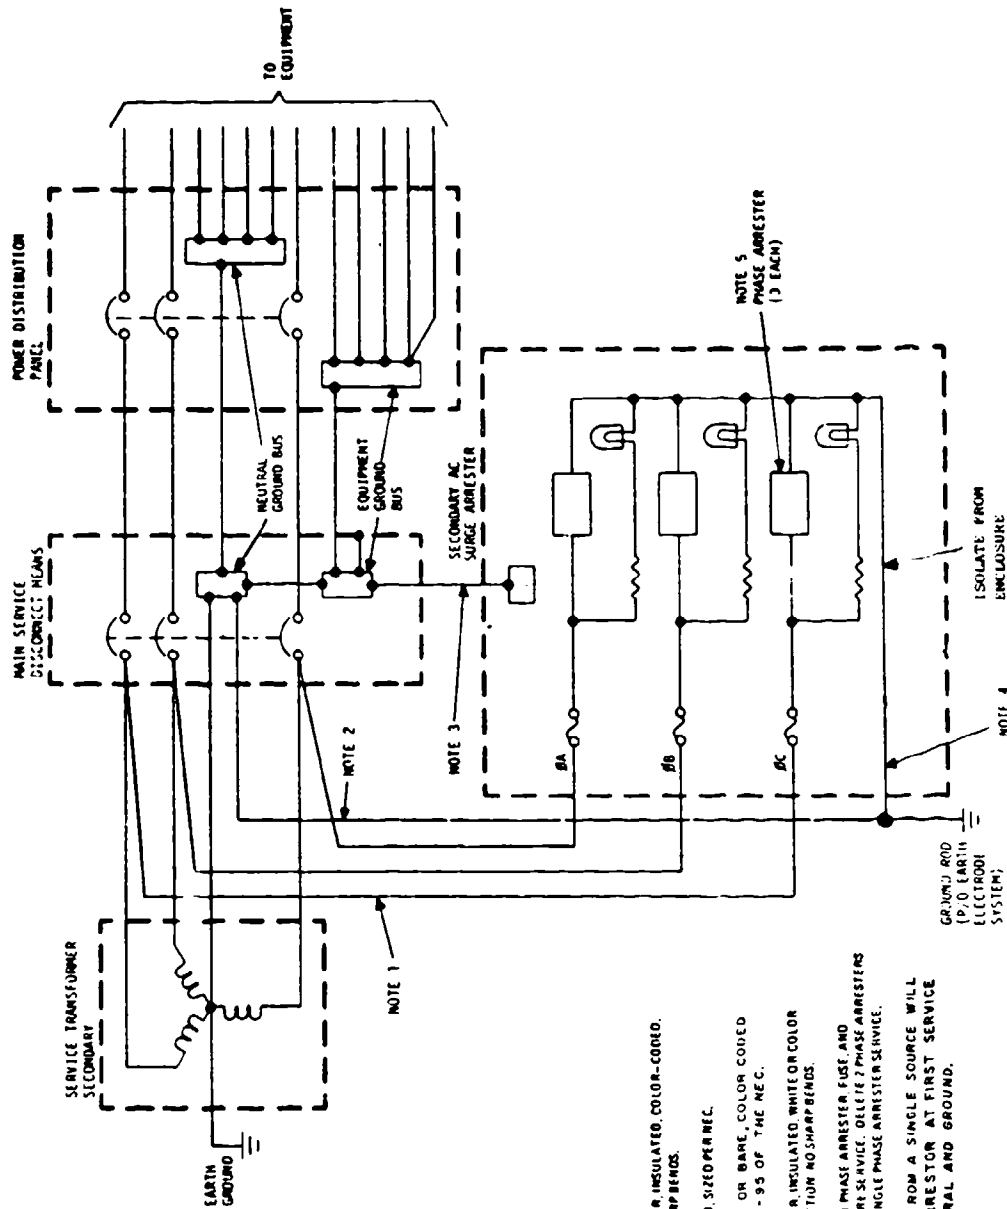 TO
EQUIPMENT
POWER DISTRIBUTION
PANEL
NOTE 5
PHASE ARRESTER
(3 EACH)
NEUTRAL
GROUND BUS
EQUIPMENT
GROUND
BUS
SECONDARY AC
SURGE ARRESTER
MAIN SERVICE
DISCONNECT MEANS
ISOLATE FROM
ENCLOSURE
NOTE 2
NOTE 3
ØA
ØB
ØC
NOTE 4
GROUND ROD
(P/O EARTH
ELECTRODE
SYSTEM)
NOTE 1
SERVICE TRANSFORMER
SECONDARY
EARTH
GROUND
R, INSULATED, COLOR-CODED.
RP BENDS.
, SIZED PER NEC.
OR BARE, COLOR CODED
-95 OF THE NEC.
R, INSULATED, WHITE OR COLOR
TION NO SHARP BENDS.
PHASE ARRESTER, FUSE, AND
RE SERVICE. DELETE 2 PHASE ARRESTERS
NGLE PHASE ARRESTER SERVICE.
ROM A SINGLE SOURCE WILL
RRESTOR AT FIRST SERVICE
RAL AND GROUND.